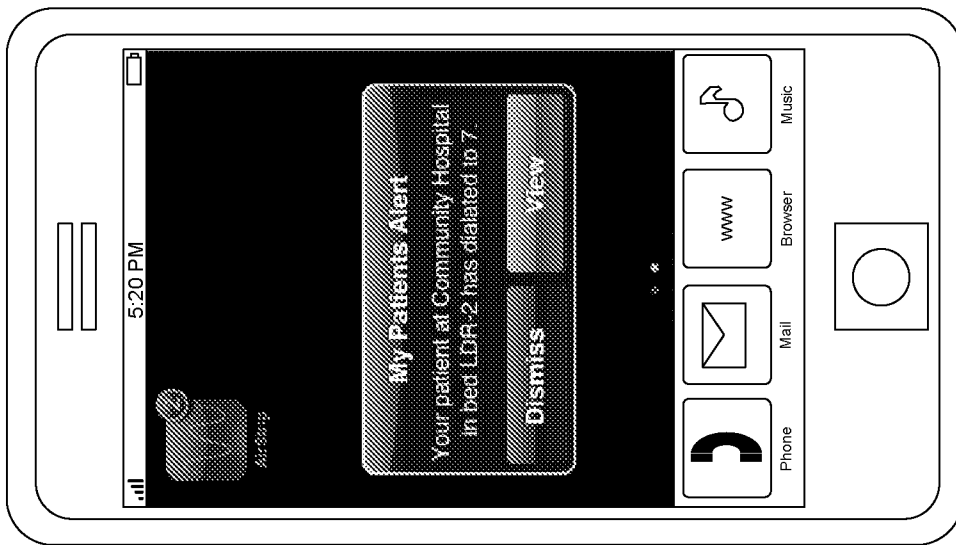 5:20 PM
AirStrip
My Patients Alert
Your patient at Community Hospital
in bed LDR-2 has dialated to 7
Dismiss
View
Phone
Mail
www
Browser
Music